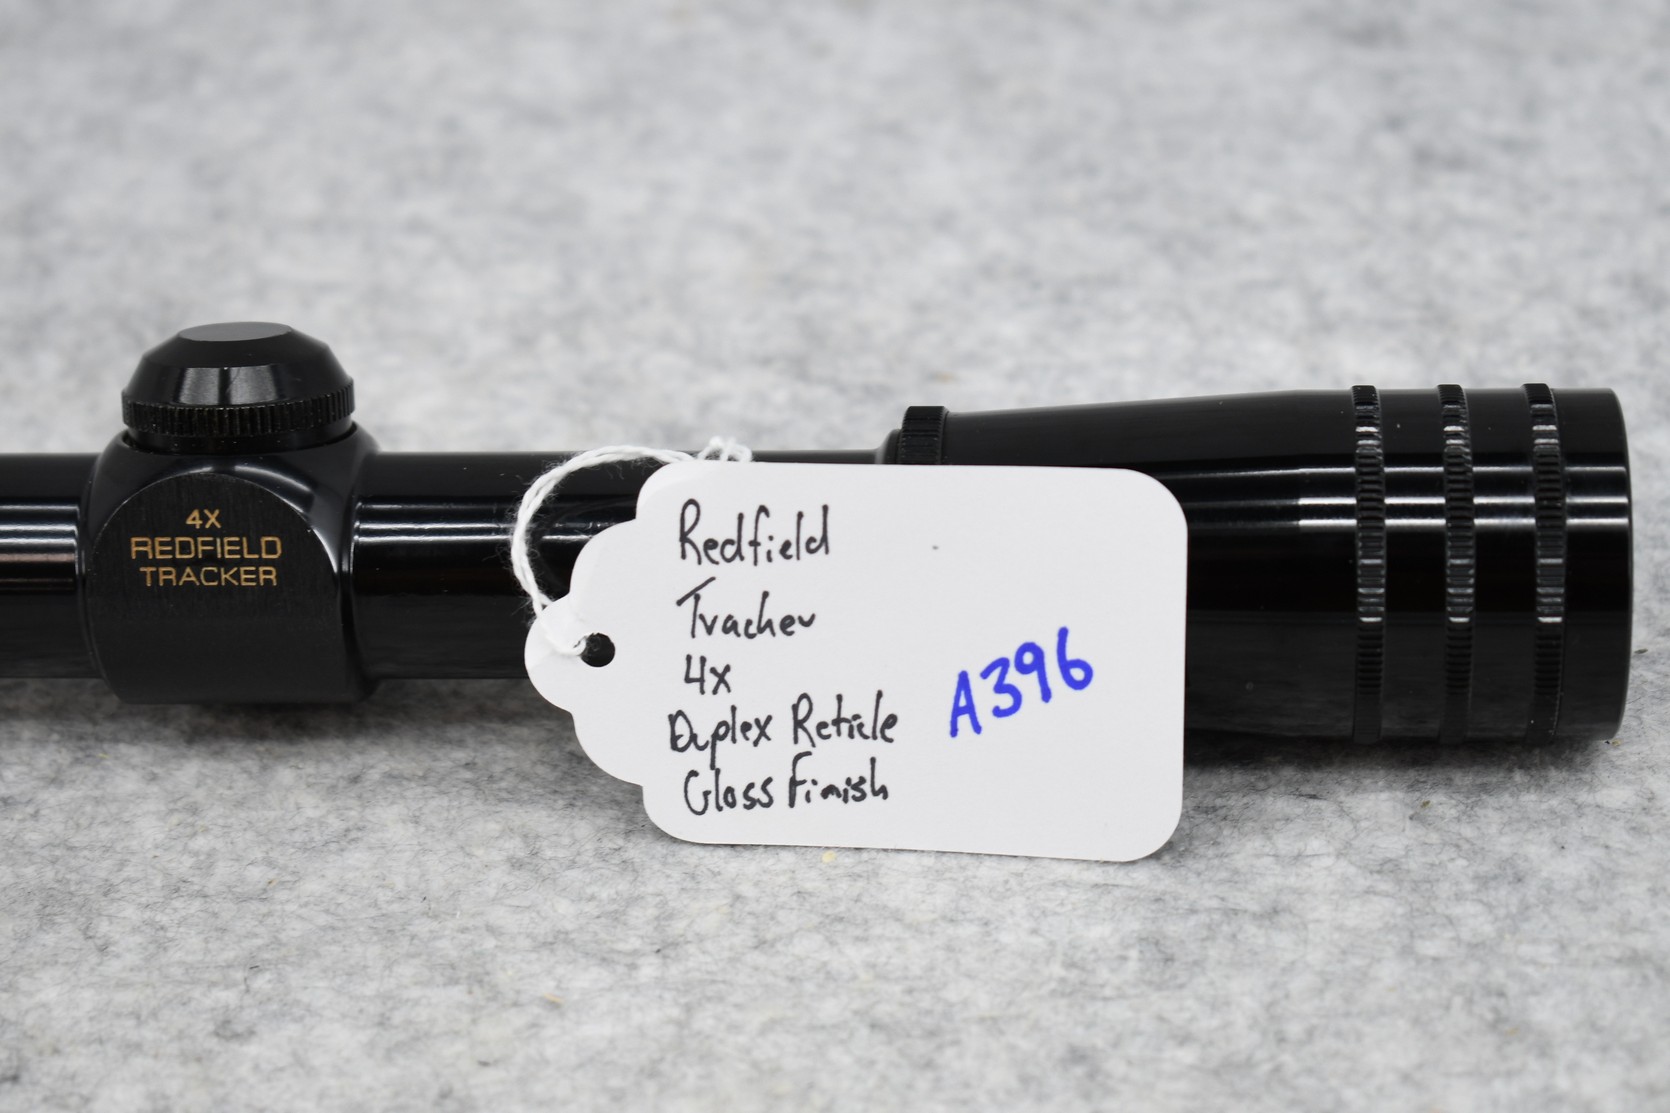 4X
REDFIELD
TRACKER
Redfield
Tracker
4x
Duplex Reticle
Gloss Finish
A396